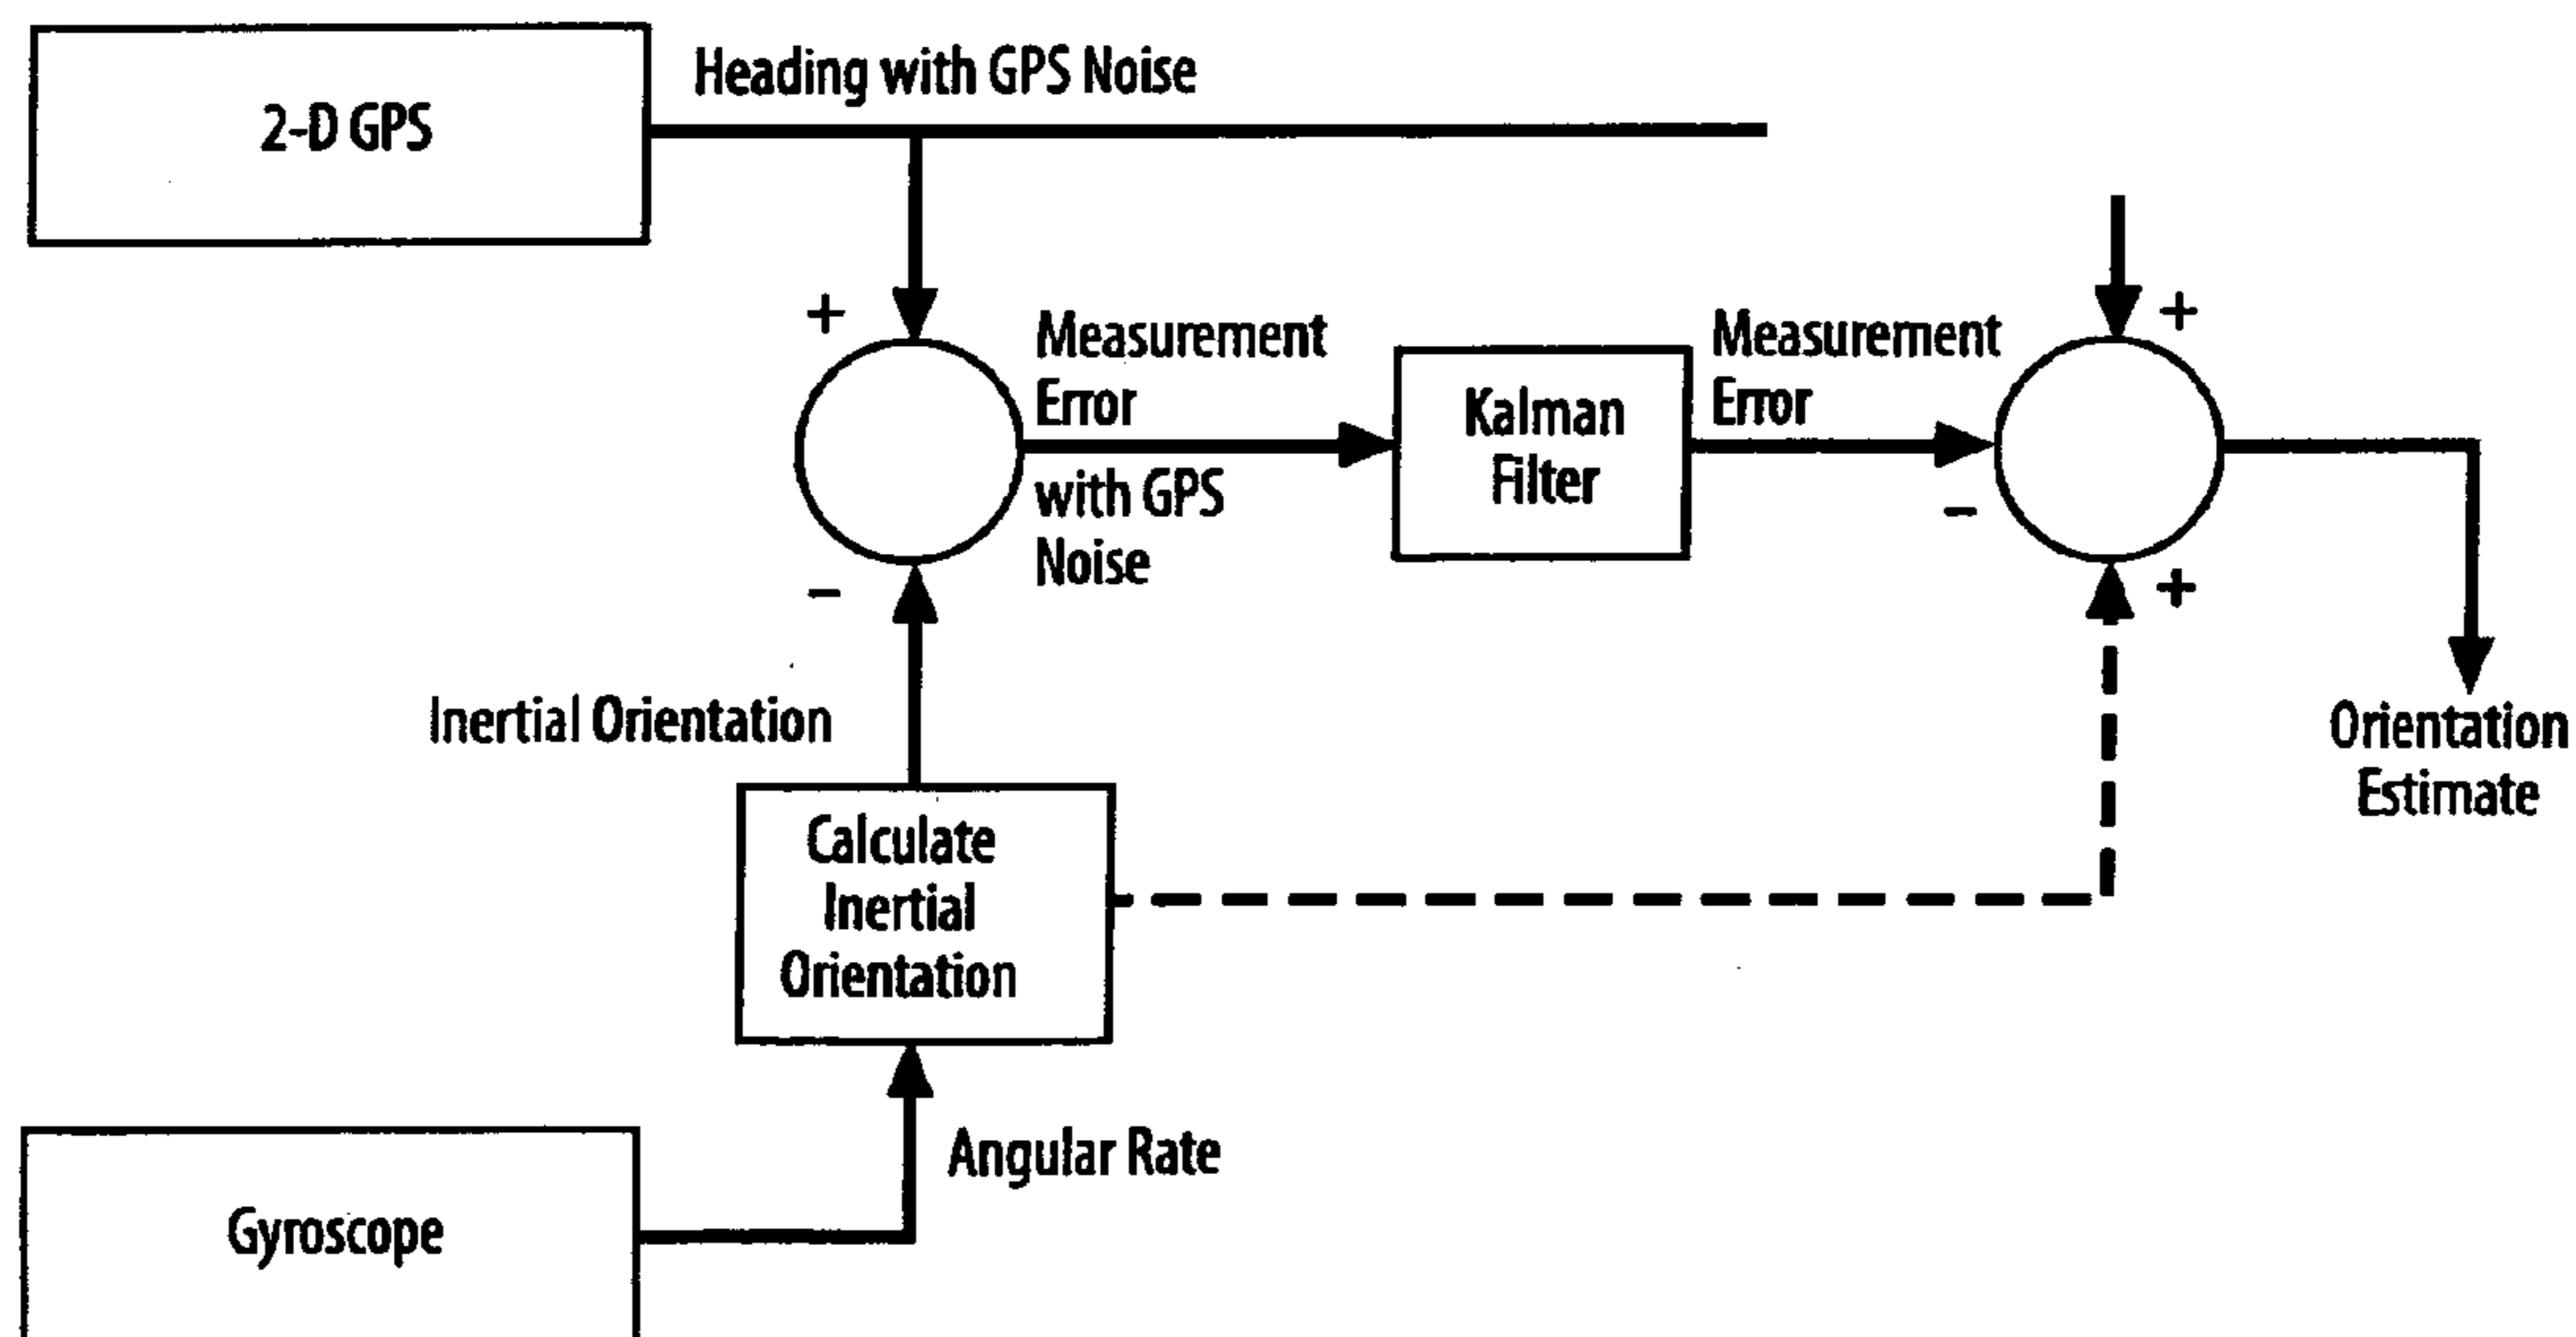 Heading with GPS Noise
2-D GPS
+
+
Measurement
Error
with GPS
Noise
Kalman
Filter
Measurement
Error
−
−
+
Inertial Orientation
Orientation
Estimate
Calculate
Inertial
Orientation
Angular Rate
Gyroscope